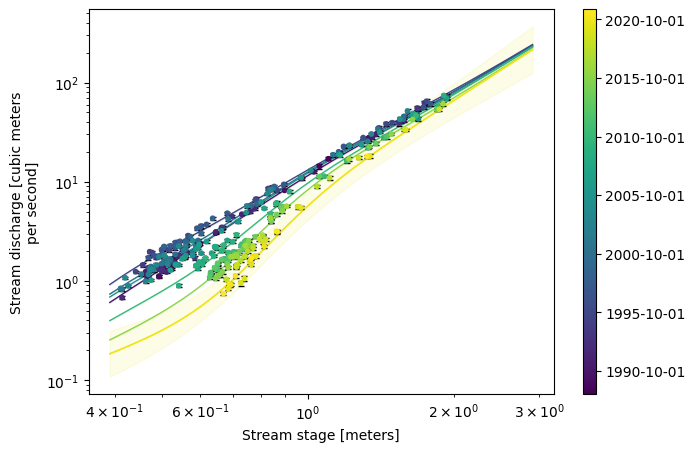 Stream discharge [cubic meters
per second]
10²
10¹
10⁰
10⁻¹
4 × 10⁻¹
6 × 10⁻¹
10⁰
2 × 10⁰
3 × 10⁰
Stream stage [meters]
2020-10-01
2015-10-01
2010-10-01
2005-10-01
2000-10-01
1995-10-01
1990-10-01